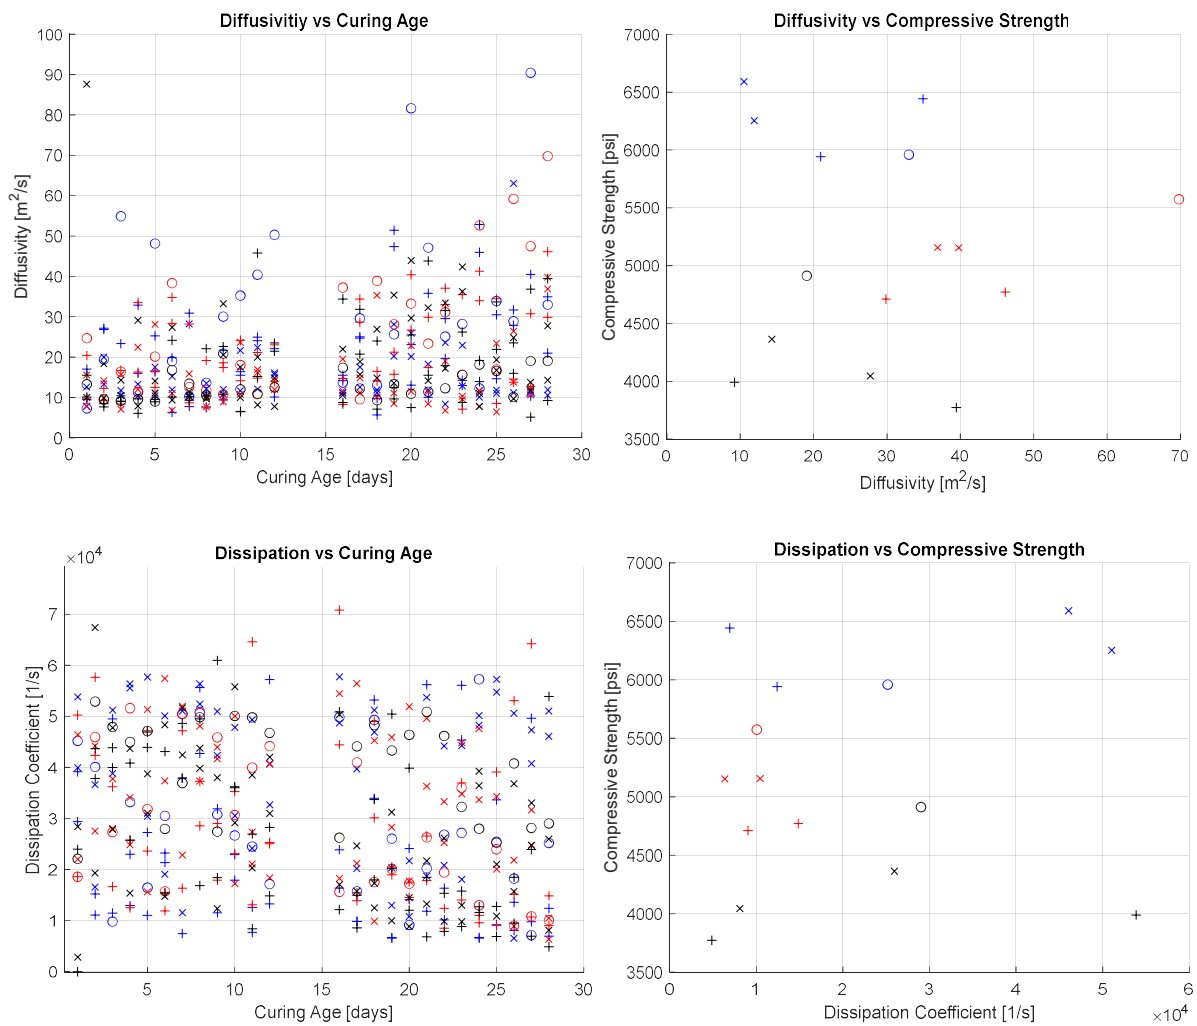 Diffusivitiy vs Curing Age
100
90
80
70
60
50
40
30
20
10
0
Diffusivity [m2/s]
0 5 10 15 20 25 30
Curing Age [days]
Diffusivity vs Compressive Strength
7000
6500
6000
5500
5000
4500
4000
3500
Compressive Strength [psi]
0 10 20 30 40 50 60 70
Diffusivity [m2/s]
Dissipation vs Curing Age
×10^4
7
6
5
4
3
2
1
0
Dissipation Coefficient [1/s]
5 10 15 20 25 30
Curing Age [days]
Dissipation vs Compressive Strength
7000
6500
6000
5500
5000
4500
4000
3500
Compressive Strength [psi]
0 1 2 3 4 5 6
Dissipation Coefficient [1/s]
×10^4